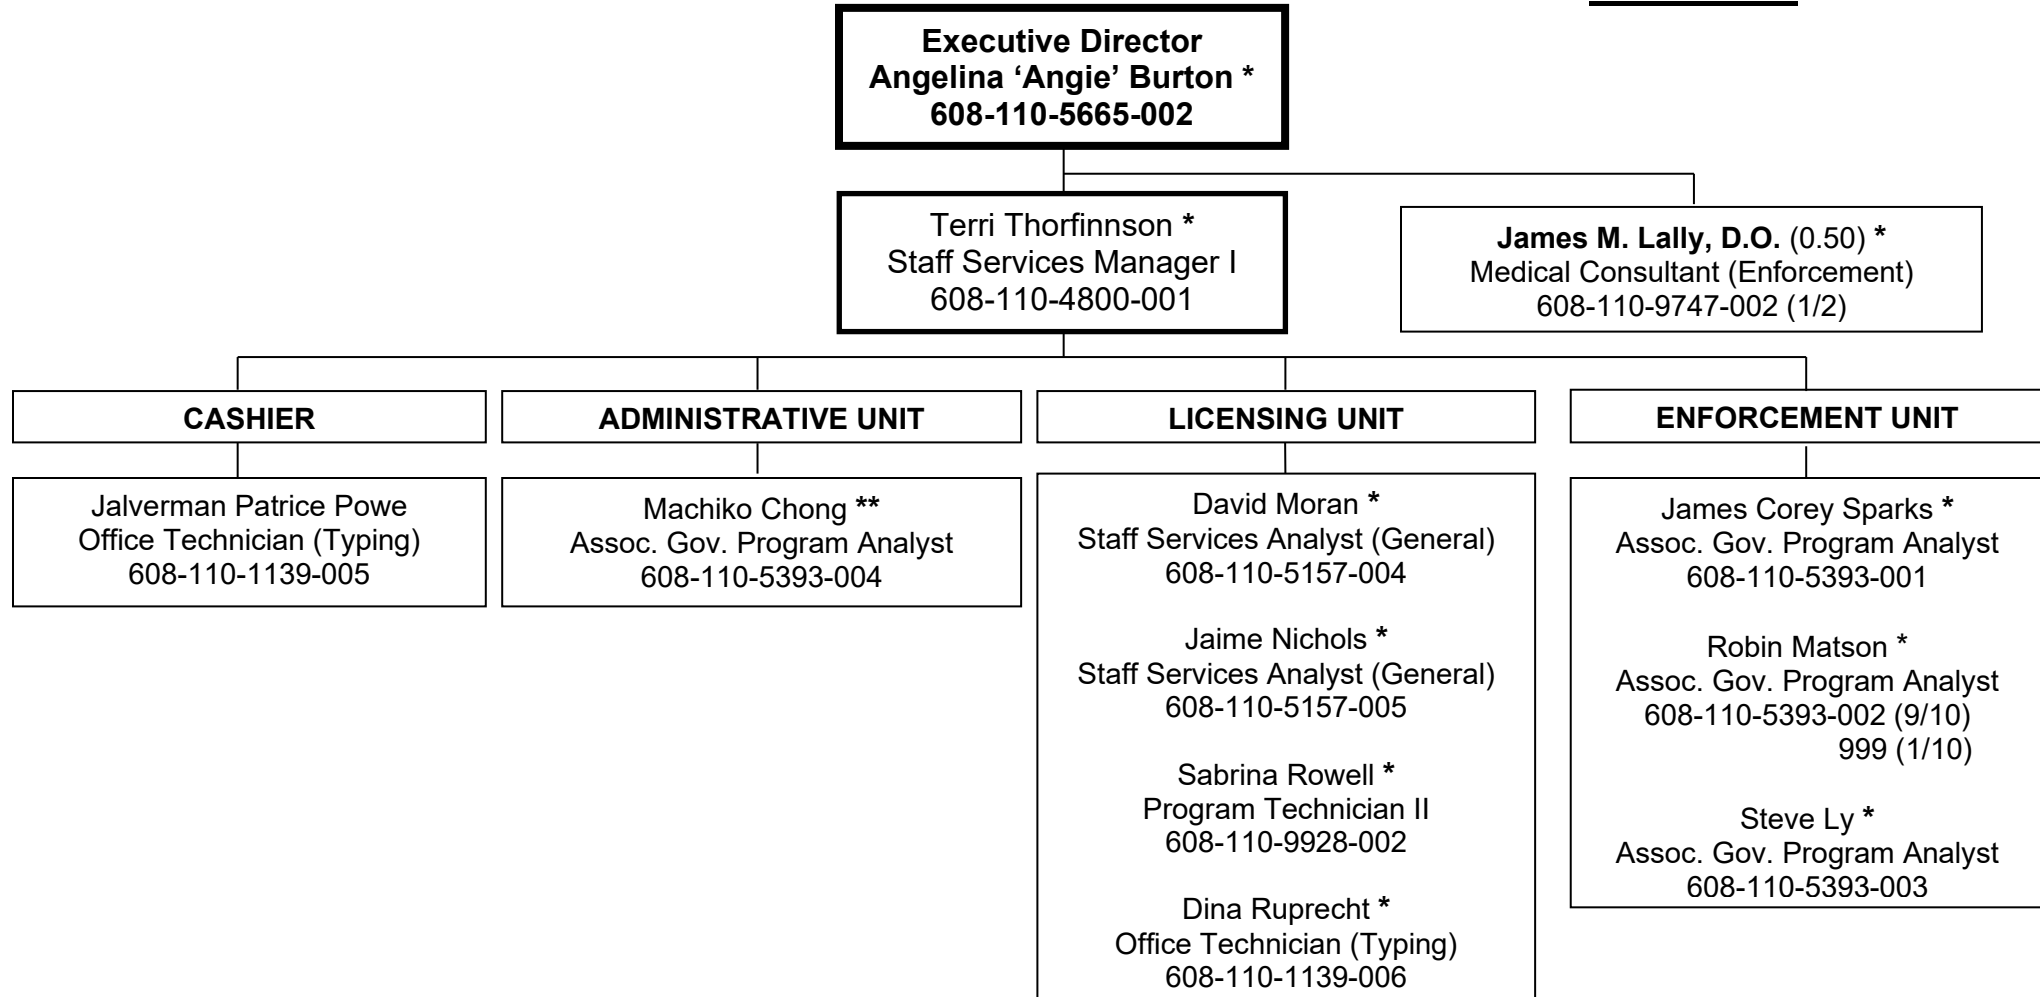 Executive Director
Angelina ‘Angie’ Burton *
608-110-5665-002
Terri Thorfinnson *
Staff Services Manager I
608-110-4800-001
James M. Lally, D.O. (0.50) *
Medical Consultant (Enforcement)
608-110-9747-002 (1/2)
CASHIER
Jalverman Patrice Powe
Office Technician (Typing)
608-110-1139-005
ADMINISTRATIVE UNIT
Machiko Chong **
Assoc. Gov. Program Analyst
608-110-5393-004
LICENSING UNIT
David Moran *
Staff Services Analyst (General)
608-110-5157-004
Jaime Nichols *
Staff Services Analyst (General)
608-110-5157-005
Sabrina Rowell *
Program Technician II
608-110-9928-002
Dina Ruprecht *
Office Technician (Typing)
608-110-1139-006
ENFORCEMENT UNIT
James Corey Sparks *
Assoc. Gov. Program Analyst
608-110-5393-001
Robin Matson *
Assoc. Gov. Program Analyst
608-110-5393-002 (9/10)
999 (1/10)
Steve Ly *
Assoc. Gov. Program Analyst
608-110-5393-003